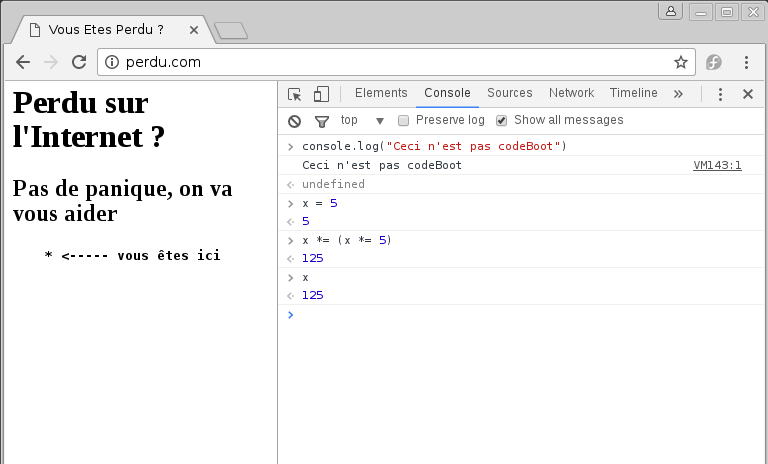 Vous Etes Perdu ?
perdu.com
Perdu sur
l'Internet ?
Pas de panique, on va
vous aider
* <----- vous êtes ici
Elements Console Sources Network Timeline »
top ▼ Preserve log Show all messages
> console.log("Ceci n'est pas codeBoot")
Ceci n'est pas codeBoot VM143:1
undefined
> x = 5
5
> x *= (x *= 5)
125
> x
125
>